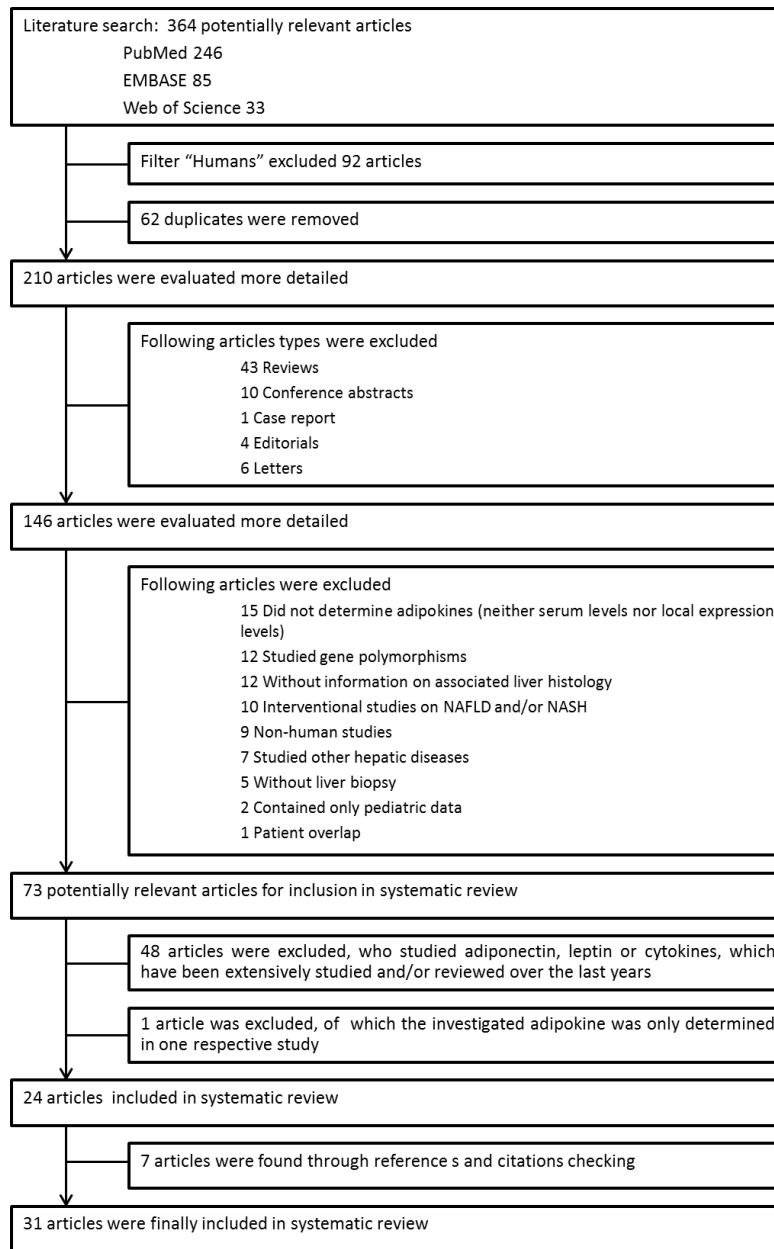 Literature search: 364 potentially relevant articles
PubMed 246
EMBASE 85
Web of Science 33
Filter “Humans” excluded 92 articles
62 duplicates were removed
210 articles were evaluated more detailed
Following articles types were excluded
43 Reviews
10 Conference abstracts
1 Case report
4 Editorials
6 Letters
146 articles were evaluated more detailed
Following articles were excluded
15 Did not determine adipokines (neither serum levels nor local expression
levels)
12 Studied gene polymorphisms
12 Without information on associated liver histology
10 Interventional studies on NAFLD and/or NASH
9 Non-human studies
7 Studied other hepatic diseases
5 Without liver biopsy
2 Contained only pediatric data
1 Patient overlap
73 potentially relevant articles for inclusion in systematic review
48 articles were excluded, who studied adiponectin, leptin or cytokines, which
have been extensively studied and/or reviewed over the last years
1 article was excluded, of which the investigated adipokine was only determined
in one respective study
24 articles included in systematic review
7 articles were found through reference s and citations checking
31 articles were finally included in systematic review